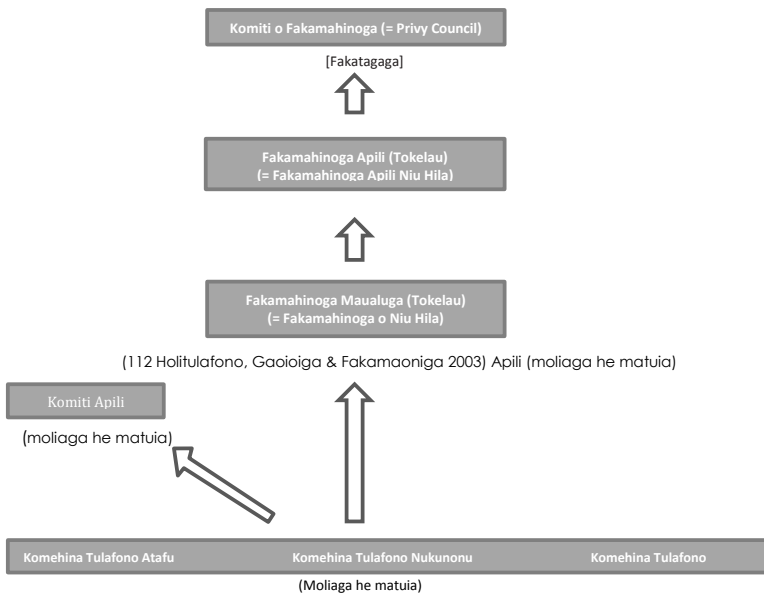 Komiti o Fakamahinoga (= Privy Council)
[Fakatagaga]
Fakamahinoga Apili (Tokelau)
(= Fakamahinoga Apili Niu Hila)
Fakamahinoga Maualuga (Tokelau)
(= Fakamahinoga o Niu Hila)
(112 Holitulafono, Gaoioiga & Fakamaoniga 2003) Apili (moliaga he matuia)
Komiti Apili
(moliaga he matuia)
Komehina Tulafono Atafu Komehina Tulafono Nukunonu Komehina Tulafono
(Moliaga he matuia)